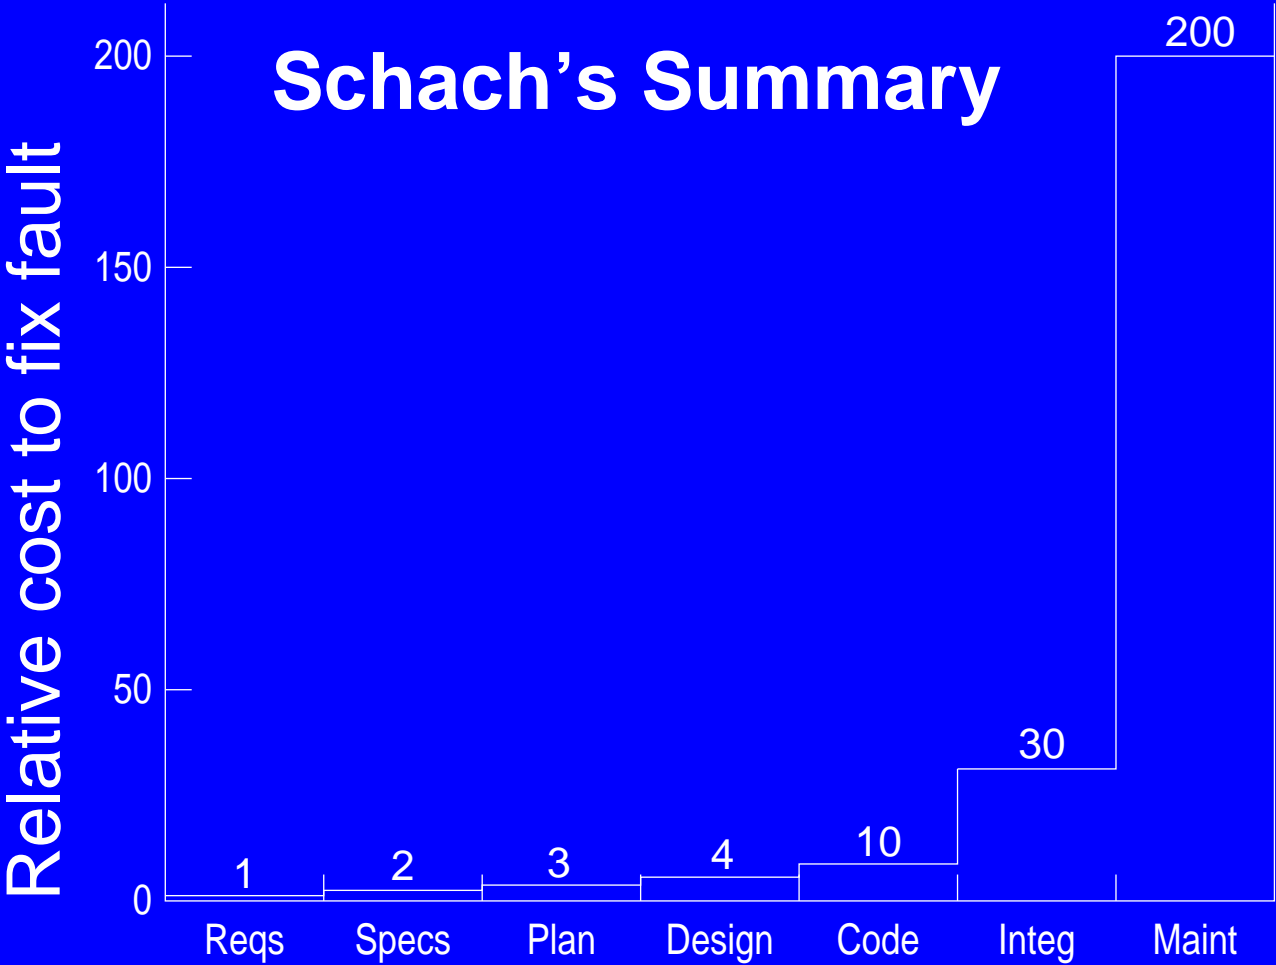 Schach’s Summary
Relative cost to fix fault
200
150
100
50
0
1
2
3
4
10
30
200
Reqs
Specs
Plan
Design
Code
Integ
Maint